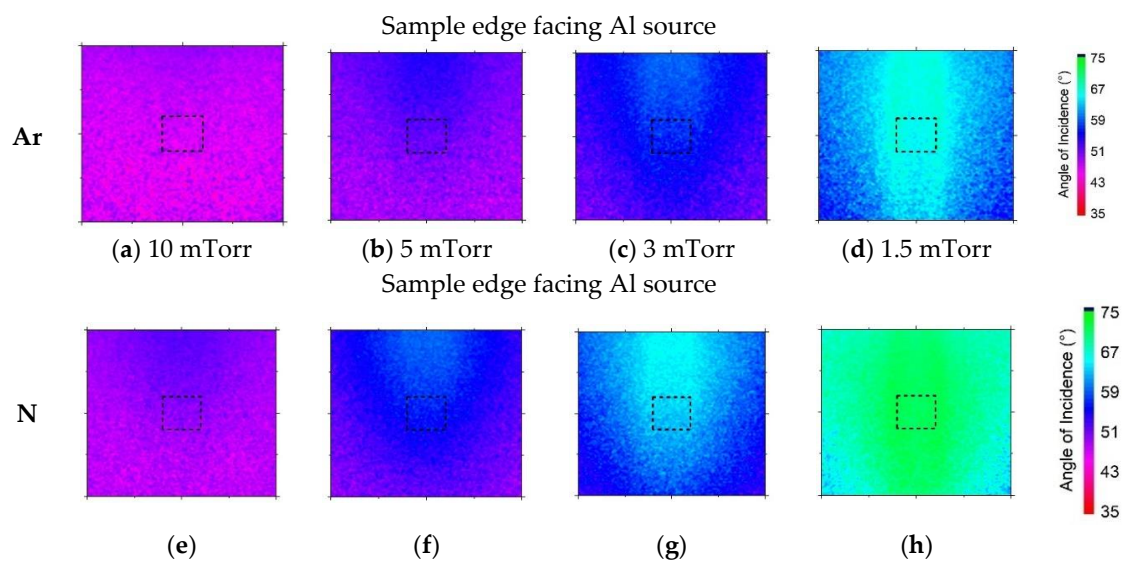 Sample edge facing Al source
Ar
(a) 10 mTorr
(b) 5 mTorr
(c) 3 mTorr
(d) 1.5 mTorr
Angle of Incidence (°)
75
67
59
51
43
35
Sample edge facing Al source
N
(e)
(f)
(g)
(h)
Angle of Incidence (°)
75
67
59
51
43
35